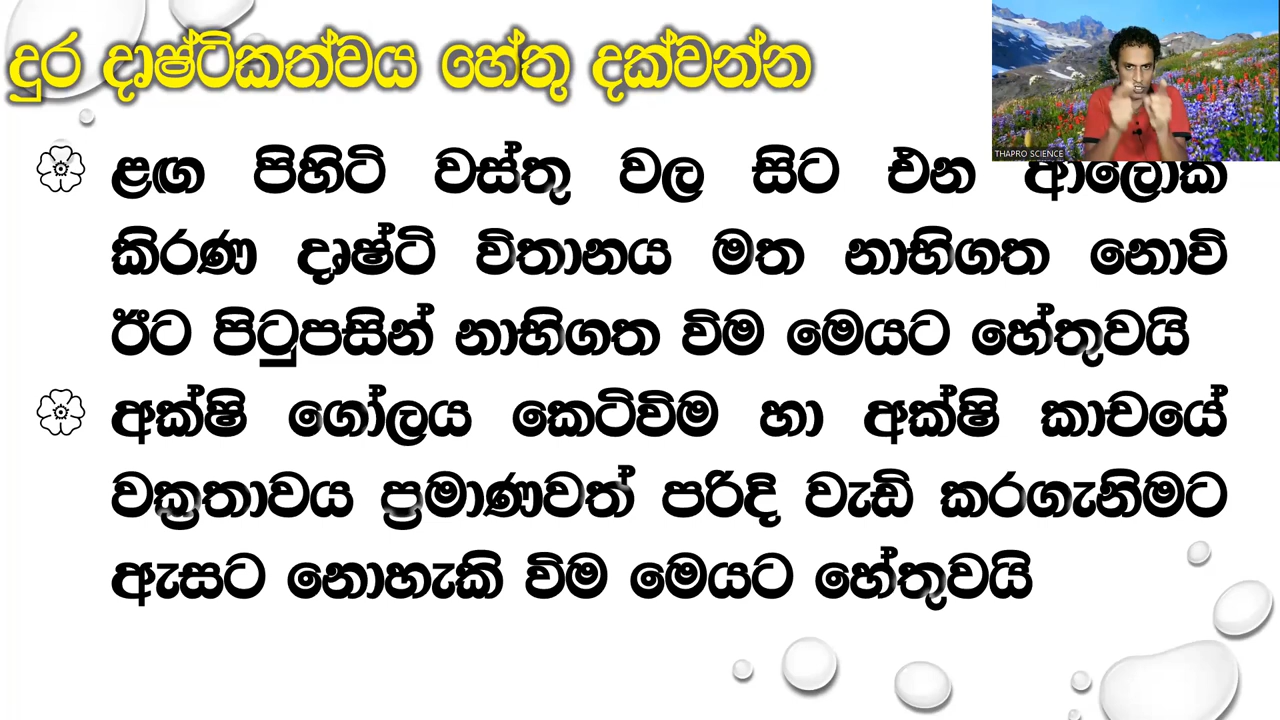 දුර දෘෂ්ටිකත්වය හේතු දක්වන්න
THAPRO SCIENCE
ළඟ පිහිටි වස්තු වල සිට එන ආලෝක
කිරණ දෘෂ්ටි විතානය මත නාභිගත නොවි
ඊට පිටුපසින් නාභිගත විම මෙයට හේතුවයි
අක්ෂි ගෝලය කෙටිවිම හා අක්ෂි කාචයේ
වක්‍රතාවය ප්‍රමාණවත් පරිදි වැඩි කරගැනිමට
ඇසට නොහැකි විම මෙයට හේතුවයි